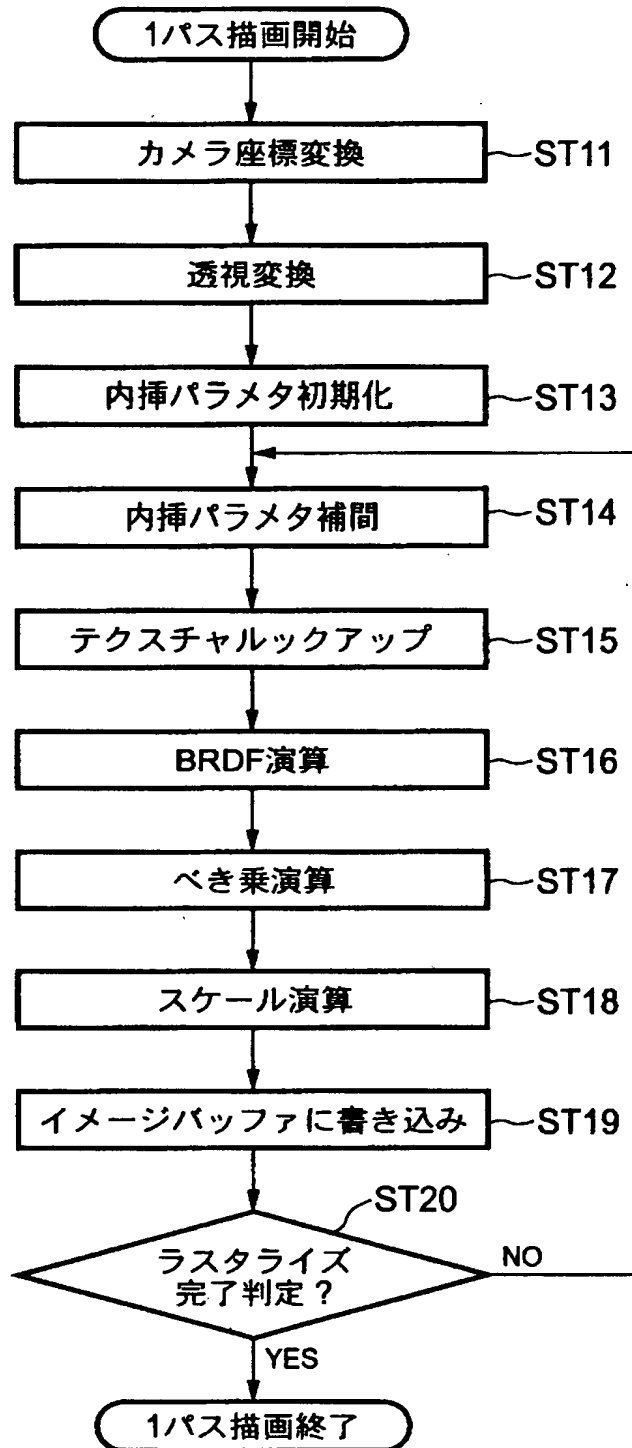 1パス描画開始
カメラ座標変換
ST11
透視変換
ST12
内挿パラメタ初期化
ST13
内挿パラメタ補間
ST14
テクスチャルックアップ
ST15
BRDF演算
ST16
べき乗演算
ST17
スケール演算
ST18
イメージバッファに書き込み
ST19
ST20
ラスタライズ
完了判定？
NO
YES
1パス描画終了